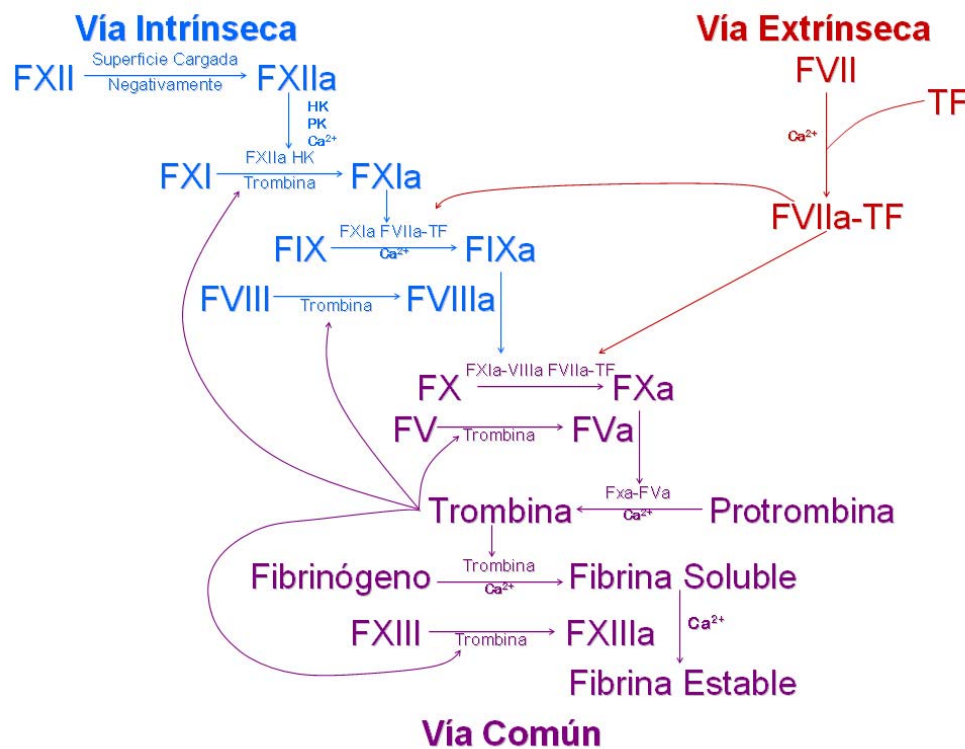 Vía Intrínseca
Vía Extrínseca
FXII
Superficie Cargada
Negativamente
FXIIa
FVII
HK
PK
Ca²⁺
Ca²⁺
TF
FXI
FXIIa HK
Trombina
FXIa
FVIIa-TF
FIX
FXIa FVIIa-TF
Ca²⁺
FIXa
FVIII
Trombina
FVIIIa
FX
FXIa-VIIIa FVIIa-TF
FXa
FV
Trombina
FVa
Trombina
Fxa-FVa
Ca²⁺
Protrombina
Fibrinógeno
Trombina
Ca²⁺
Fibrina Soluble
FXIII
Trombina
FXIIIa
Ca²⁺
Fibrina Estable
Vía Común